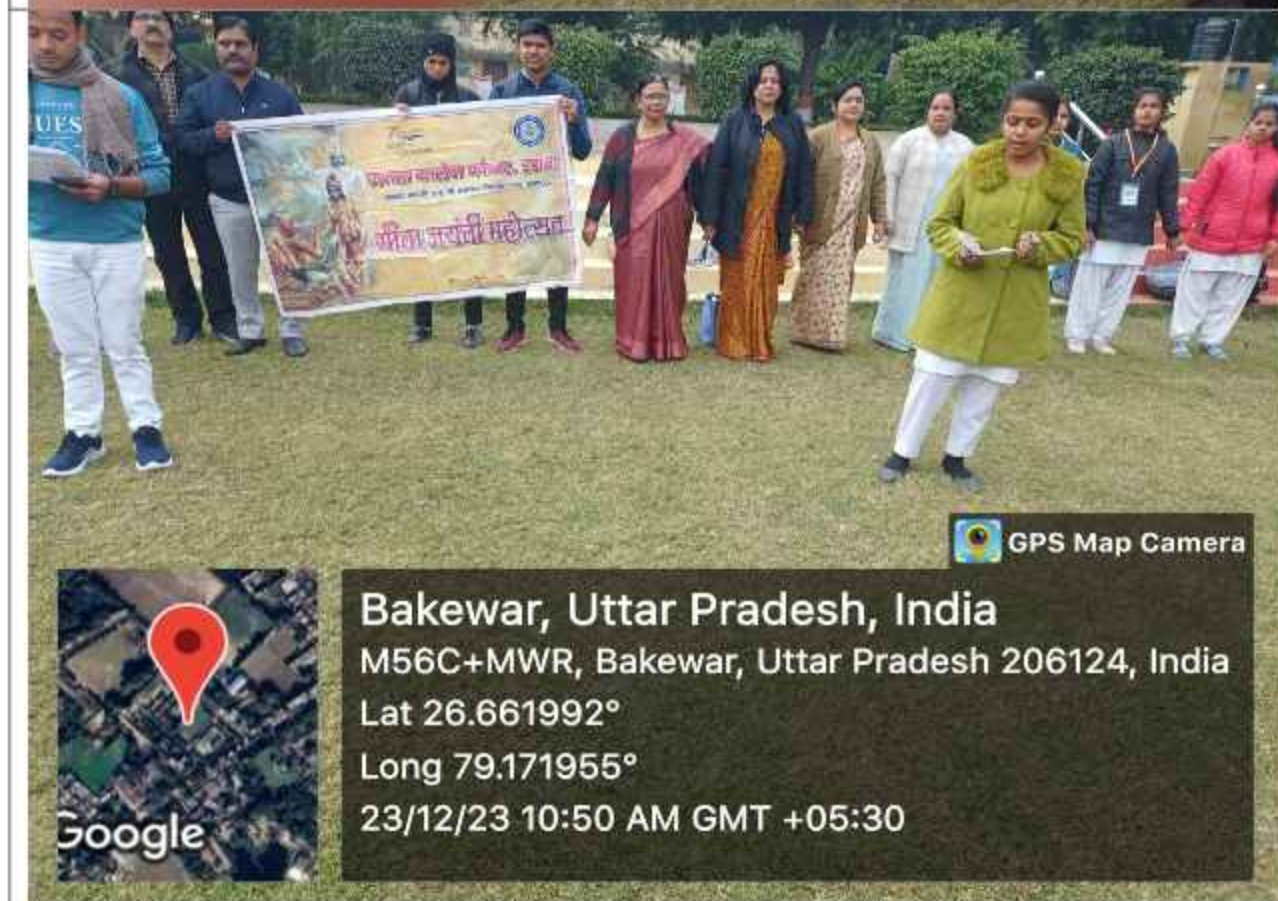 UES
गीता जयंती महोत्सव
GPS Map Camera
Bakewar, Uttar Pradesh, India
M56C+MWR, Bakewar, Uttar Pradesh 206124, India
Lat 26.661992°
Long 79.171955°
23/12/23 10:50 AM GMT +05:30
Google